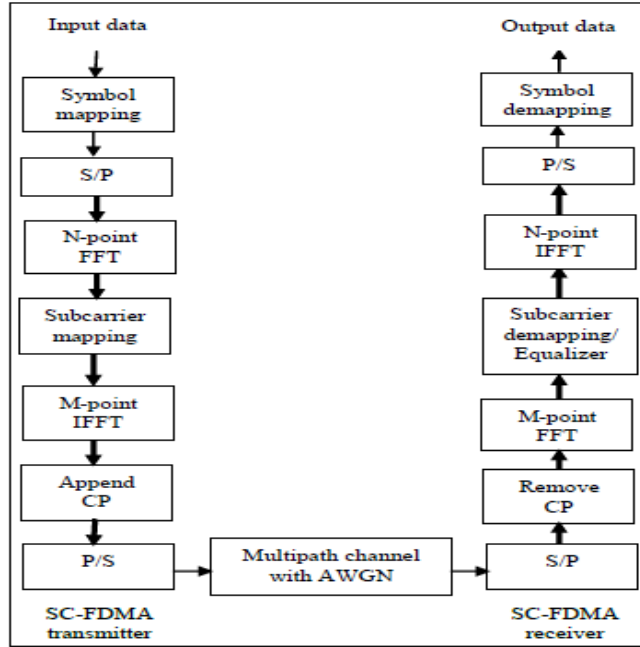 Input data
Symbol
mapping
S/P
N-point
FFT
Subcarrier
mapping
M-point
IFFT
Append
CP
P/S
SC-FDMA
transmitter
Multipath channel
with AWGN
Output data
Symbol
demapping
P/S
N-point
IFFT
Subcarrier
demapping/
Equalizer
M-point
FFT
Remove
CP
S/P
SC-FDMA
receiver